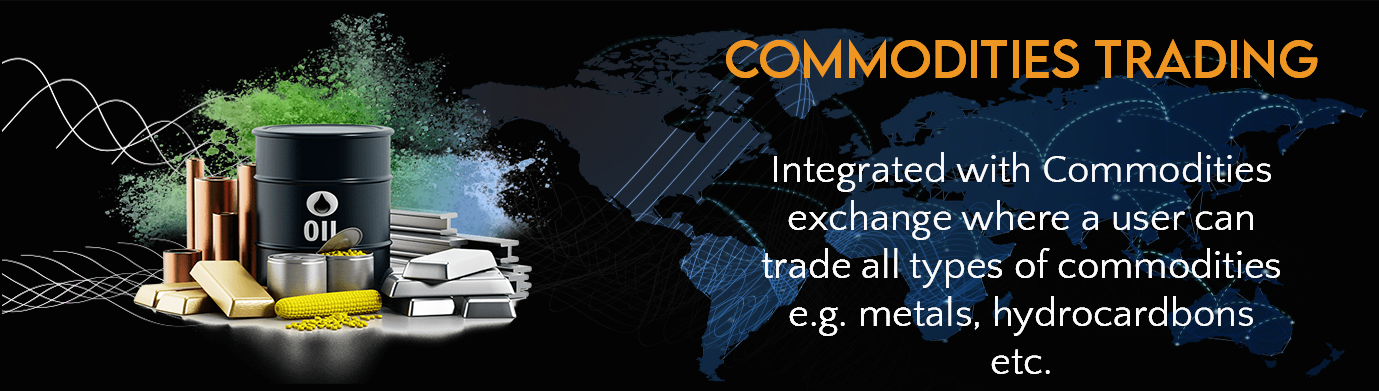 COMMODITIES TRADING
Integrated with Commodities
exchange where a user can
trade all types of commodities
e.g. metals, hydrocardbons
etc.
OIL